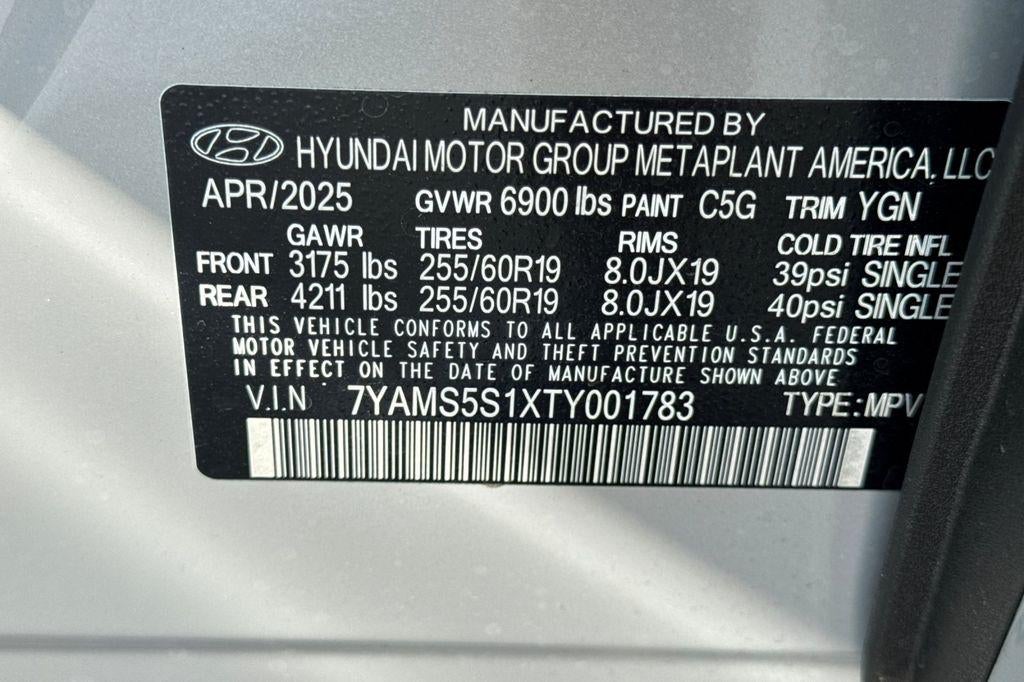 MANUFACTURED BY
HYUNDAI MOTOR GROUP METAPLANT AMERICA, LLC
APR/2025 GVWR 6900 lbs PAINT C5G TRIM YGN
GAWR TIRES RIMS COLD TIRE INFL
FRONT 3175 lbs 255/60R19 8.0JX19 39psi SINGLE
REAR 4211 lbs 255/60R19 8.0JX19 40psi SINGLE
THIS VEHICLE CONFORMS TO ALL APPLICABLE U.S.A. FEDERAL
MOTOR VEHICLE SAFETY AND THEFT PREVENTION STANDARDS
IN EFFECT ON THE DATE OF MANUFACTURE SHOWN ABOVE
V.I.N 7YAMS5S1XTY001783 TYPE:MPV